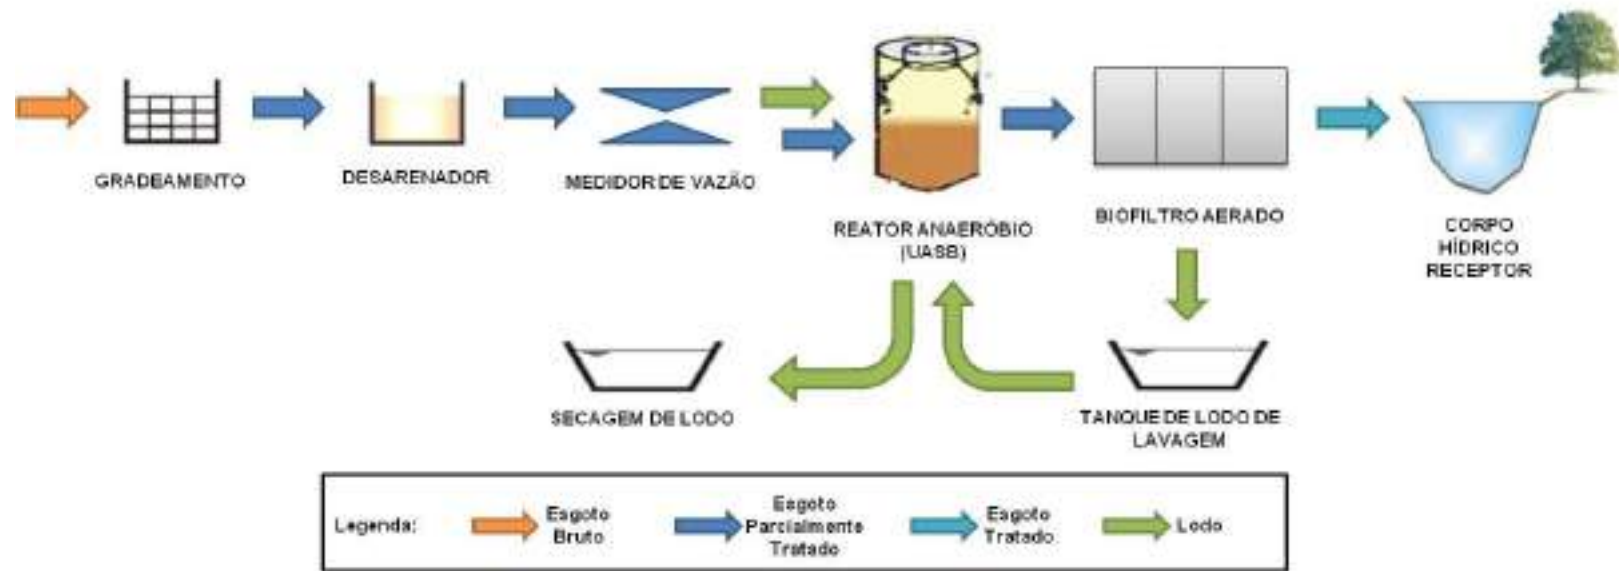 GRADEAMENTO
DESARENADOR
MEDIDOR DE VAZÃO
REATOR ANAERÓBIO
(UASB)
BIOFILTRO AERADO
CORPO
HÍDRICO
RECEPTOR
SECAGEM DE LODO
TANQUE DE LODO DE
LAVAGEM
Legenda:
Esgoto
Bruto
Esgoto
Parcialmente
Tratado
Esgoto
Tratado
Lodo